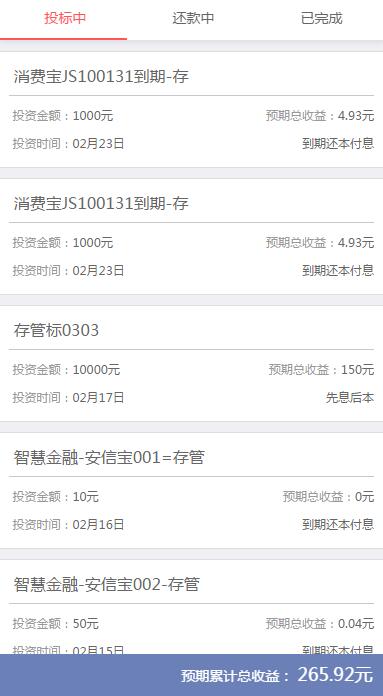 投标中 还款中 已完成
消费宝JS100131到期-存
投资金额：1000元 预期总收益：4.93元
投资时间：02月23日 到期还本付息
消费宝JS100131到期-存
投资金额：1000元 预期总收益：4.93元
投资时间：02月23日 到期还本付息
存管标0303
投资金额：10000元 预期总收益：150元
投资时间：02月17日 先息后本
智慧金融-安信宝001=存管
投资金额：10元 预期总收益：0元
投资时间：02月16日 到期还本付息
智慧金融-安信宝002-存管
投资金额：50元 预期总收益：0.04元
投资时间：02月15日 到期还本付息
预期累计总收益：265.92元